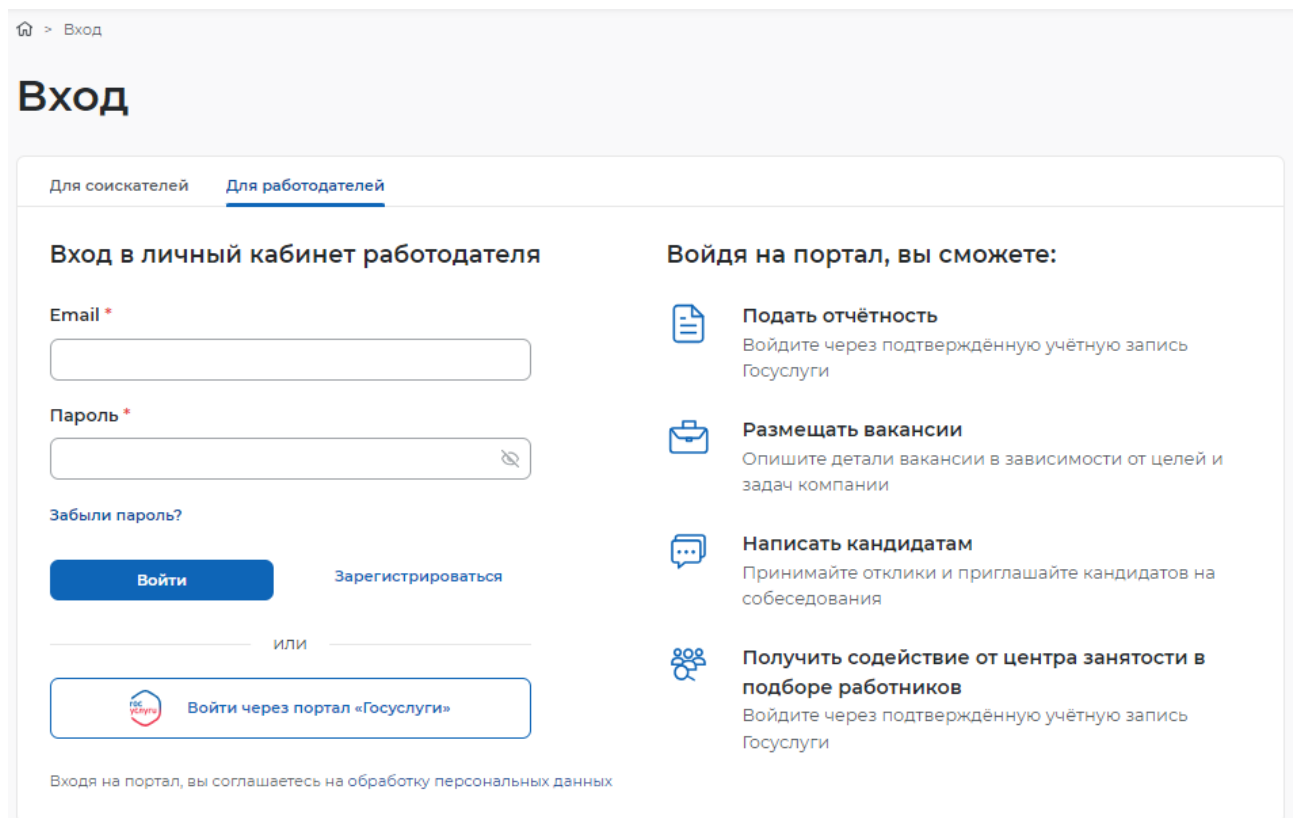 > Вход
Вход
Для соискателей Для работодателей
Вход в личный кабинет работодателя
Email *
Пароль *
Забыли пароль?
Войти Зарегистрироваться
или
гос
услуги
Войти через портал «Госуслуги»
Входя на портал, вы соглашаетесь на обработку персональных данных
Войдя на портал, вы сможете:
Подать отчётность
Войдите через подтверждённую учётную запись
Госуслуги
Размещать вакансии
Опишите детали вакансии в зависимости от целей и
задач компании
Написать кандидатам
Принимайте отклики и приглашайте кандидатов на
собеседования
Получить содействие от центра занятости в
подборе работников
Войдите через подтверждённую учётную запись
Госуслуги